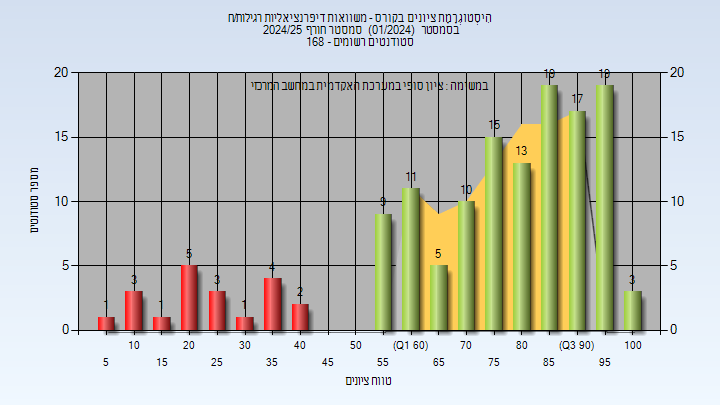 היסטוגרמת ציונים בקורס - משוואות דיפרנציאליות רגילות/ח
בסמסטר (01/2024) סמסטר חורף 2024/25
סטודנטים רשומים - 168
במשימה : ציון סופי במערכת האקדמית במחשב המרכזי
מספר סטודנטים
20 20
15 15
10 10
5 5
0 0
1 3 1 5 3 1 4 2 9 11 5 10 15 13 19 17 19 3
10 20 30 40 50 (Q1 60) 70 80 (Q3 90) 100
5 15 25 35 45 55 65 75 85 95
טווח ציונים